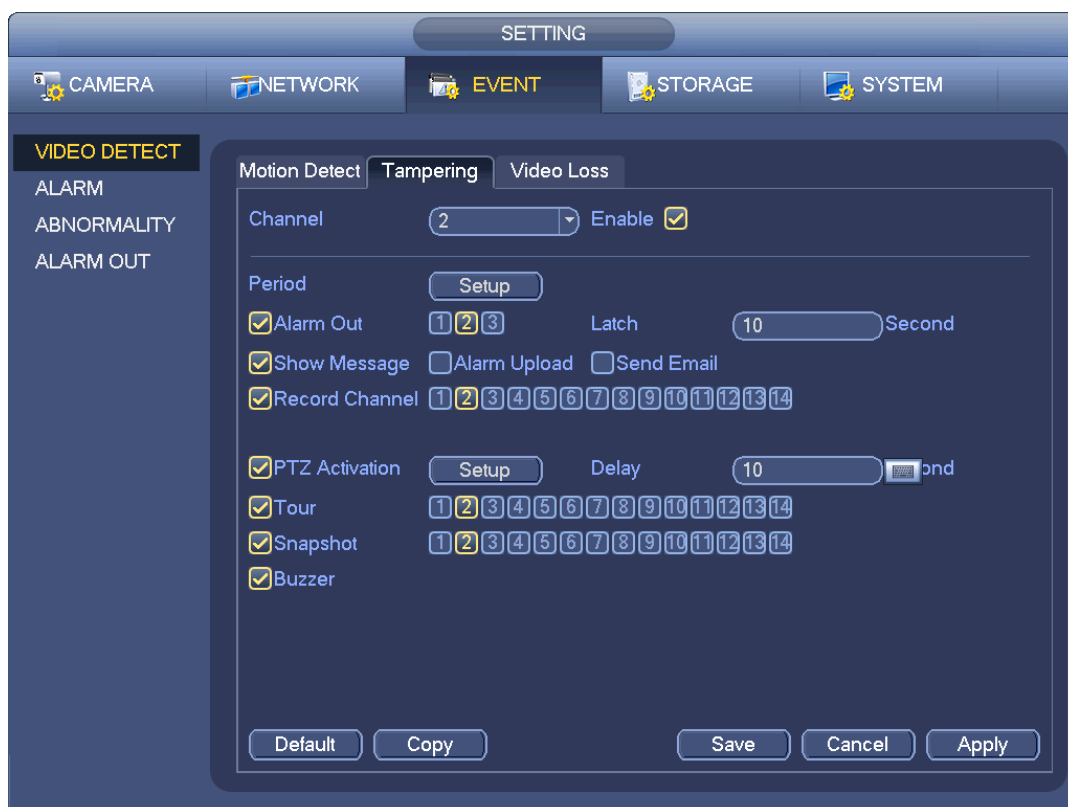 SETTING
CAMERA NETWORK EVENT STORAGE SYSTEM
VIDEO DETECT
ALARM
ABNORMALITY
ALARM OUT
Motion Detect Tampering Video Loss
Channel 2 Enable
Period Setup
Alarm Out 1 2 3 Latch 10 Second
Show Message Alarm Upload Send Email
Record Channel 1 2 3 4 5 6 7 8 9 10 11 12 13 14
PTZ Activation Setup Delay 10 ond
Tour 1 2 3 4 5 6 7 8 9 10 11 12 13 14
Snapshot 1 2 3 4 5 6 7 8 9 10 11 12 13 14
Buzzer
Default Copy Save Cancel Apply